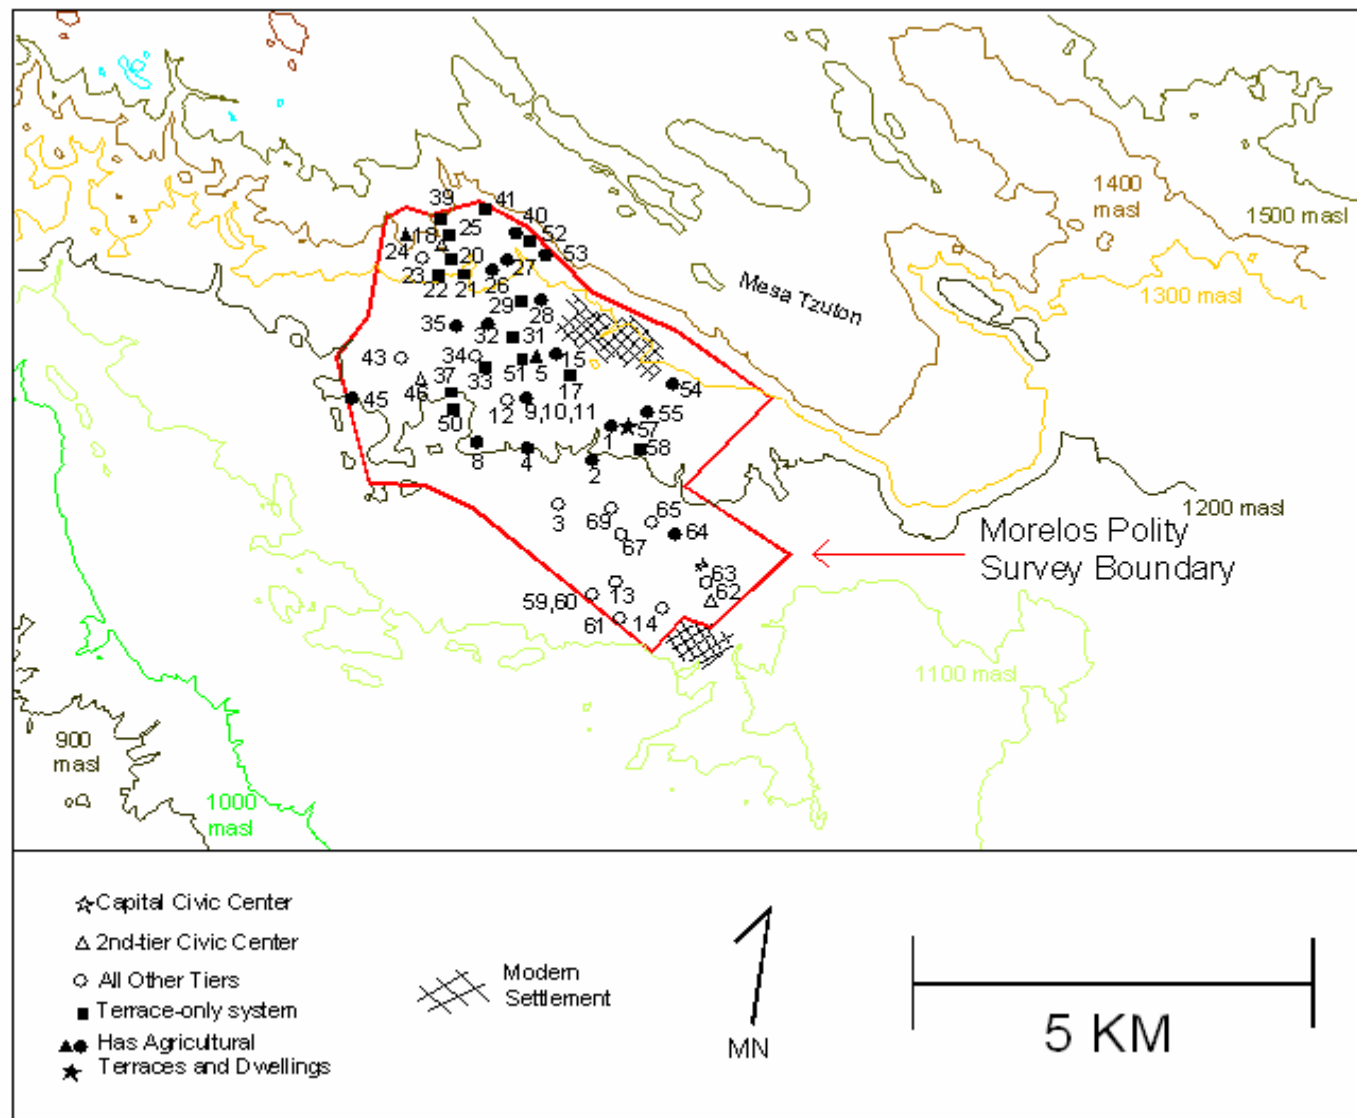 39
41
40
1400
masl
1500 masl
18
25
52
24
20
53
27
23
22
21
26
Mesa Tzuton
1300 masl
29
28
35
32
31
43
34
15
37
33
51
5
17
54
46
45
12
9,10,11
55
50
1
57
8
4
58
2
1200 masl
3
69
65
64
67
Morelos Polity
Survey Boundary
63
13
62
59,60
61
14
1100 masl
900
masl
1000
masl
Capital Civic Center
2nd-tier Civic Center
All Other Tiers
Terrace-only system
Has Agricultural
Terraces and Dwellings
Modern
Settlement
MN
5 KM